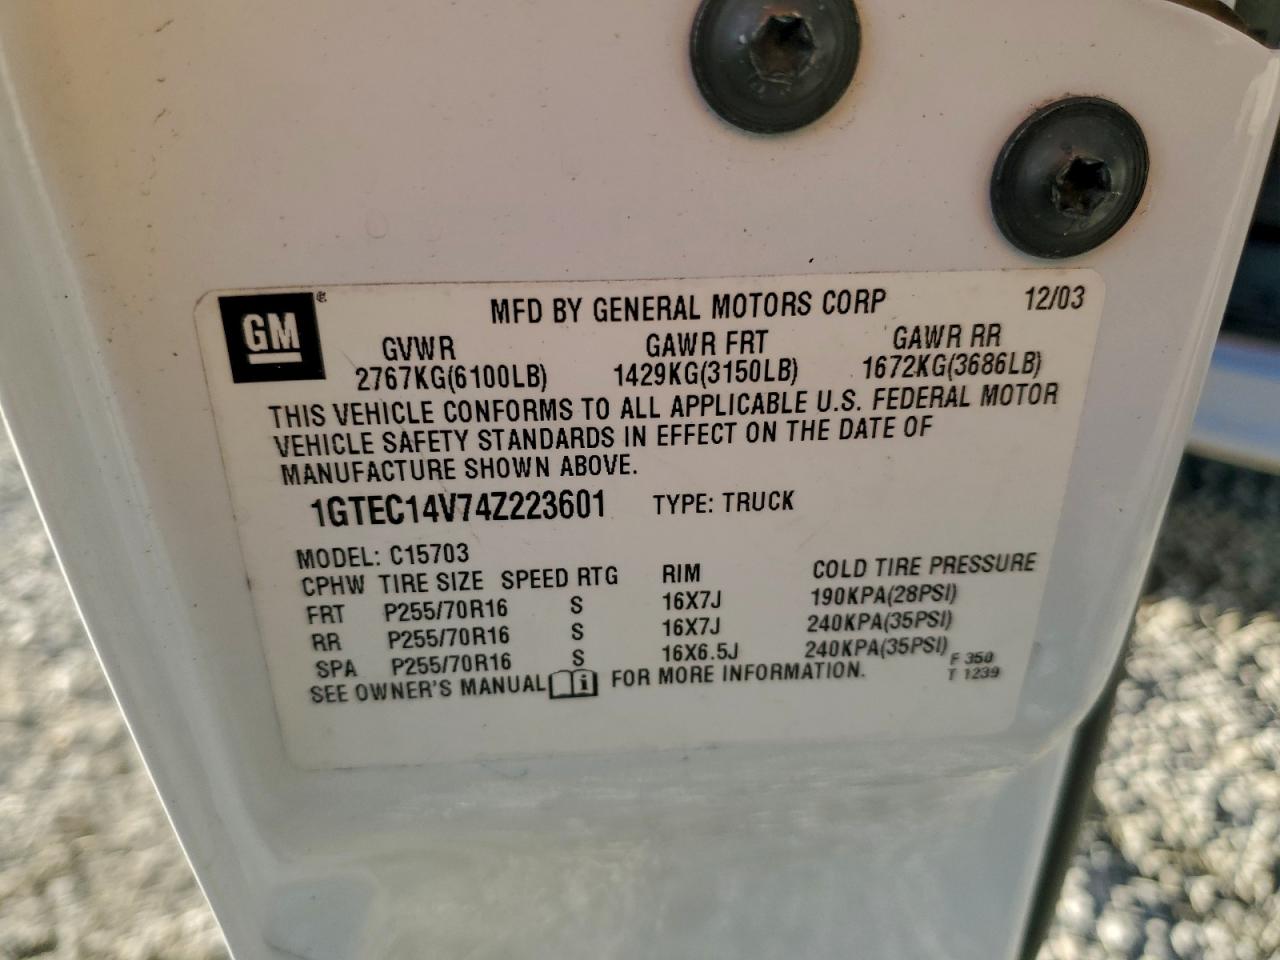 GM®
MFD BY GENERAL MOTORS CORP 12/03
GVWR GAWR FRT GAWR RR
2767KG(6100LB) 1429KG(3150LB) 1672KG(3686LB)
THIS VEHICLE CONFORMS TO ALL APPLICABLE U.S. FEDERAL MOTOR
VEHICLE SAFETY STANDARDS IN EFFECT ON THE DATE OF
MANUFACTURE SHOWN ABOVE.
1GTEC14V74Z223601 TYPE: TRUCK
MODEL: C15703
CPHW TIRE SIZE SPEED RTG RIM COLD TIRE PRESSURE
FRT P255/70R16 S 16X7J 190KPA(28PSI)
RR P255/70R16 S 16X7J 240KPA(35PSI)
SPA P255/70R16 S 16X6.5J 240KPA(35PSI)
F 350
T 1239
SEE OWNER'S MANUAL i FOR MORE INFORMATION.